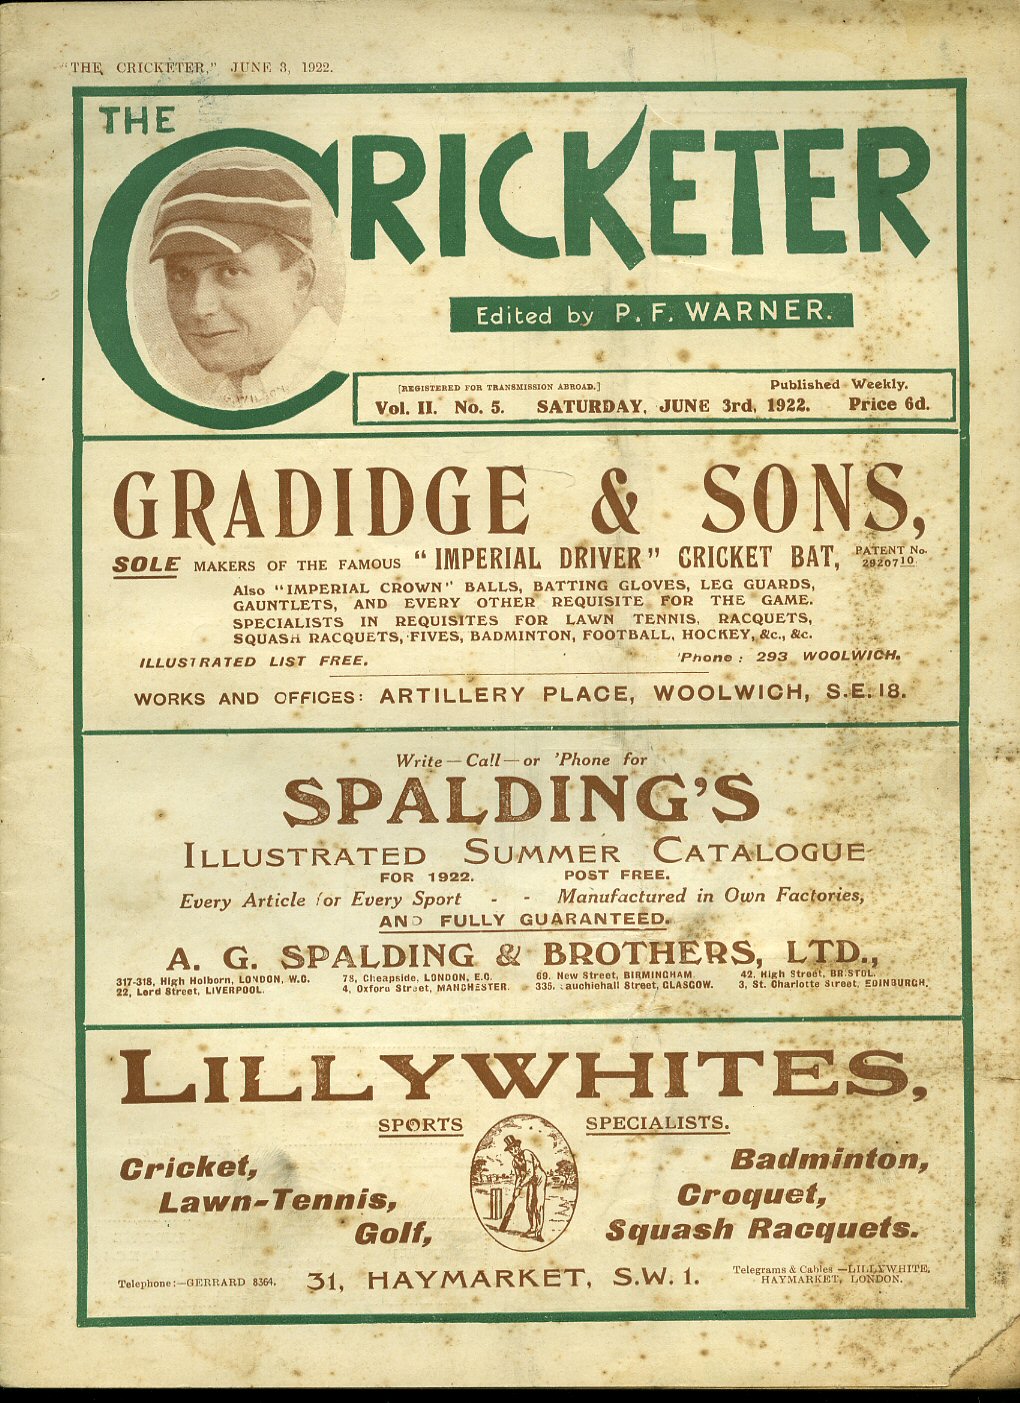 "THE CRICKETER," JUNE 3, 1922.
THE
CRICKETER
Edited by P. F. WARNER.
[REGISTERED FOR TRANSMISSION ABROAD.]
Published Weekly.
Vol. II. No. 5. SATURDAY, JUNE 3rd, 1922. Price 6d.
GRADIDGE & SONS,
SOLE MAKERS OF THE FAMOUS "IMPERIAL DRIVER" CRICKET BAT, PATENT No.
Also "IMPERIAL CROWN" BALLS, BATTING GLOVES, LEG GUARDS,
GAUNTLETS, AND EVERY OTHER REQUISITE FOR THE GAME.
SPECIALISTS IN REQUISITES FOR LAWN TENNIS, RACQUETS,
SQUASH RACQUETS, FIVES, BADMINTON, FOOTBALL, HOCKEY, &c., &c.
ILLUSTRATED LIST FREE. 'Phone: 293 WOOLWICH.
WORKS AND OFFICES: ARTILLERY PLACE, WOOLWICH, S.E. 18.
Write—Call—or 'Phone for
SPALDING'S
ILLUSTRATED SUMMER CATALOGUE
FOR 1922. POST FREE.
Every Article for Every Sport - - Manufactured in Own Factories,
AND FULLY GUARANTEED.
A. G. SPALDING & BROTHERS, LTD.,
317-318, High Holborn, LONDON, W.C. 78, Cheapside, LONDON, E.C. 69, New Street, BIRMINGHAM. 42, High Street, BRISTOL.
22, Lord Street, LIVERPOOL. 4, Oxford Street, MANCHESTER. 335, Sauchiehall Street, GLASGOW. 3, St. Charlotte Street, EDINBURGH.
LILLYWHITES,
SPORTS SPECIALISTS.
Cricket,
Lawn-Tennis,
Golf,
Badminton,
Croquet,
Squash Racquets.
Telephone:—GERRARD 8364.
31, HAYMARKET, S.W. 1.
Telegrams & Cables—LILLYWHITE,
HAYMARKET, LONDON.